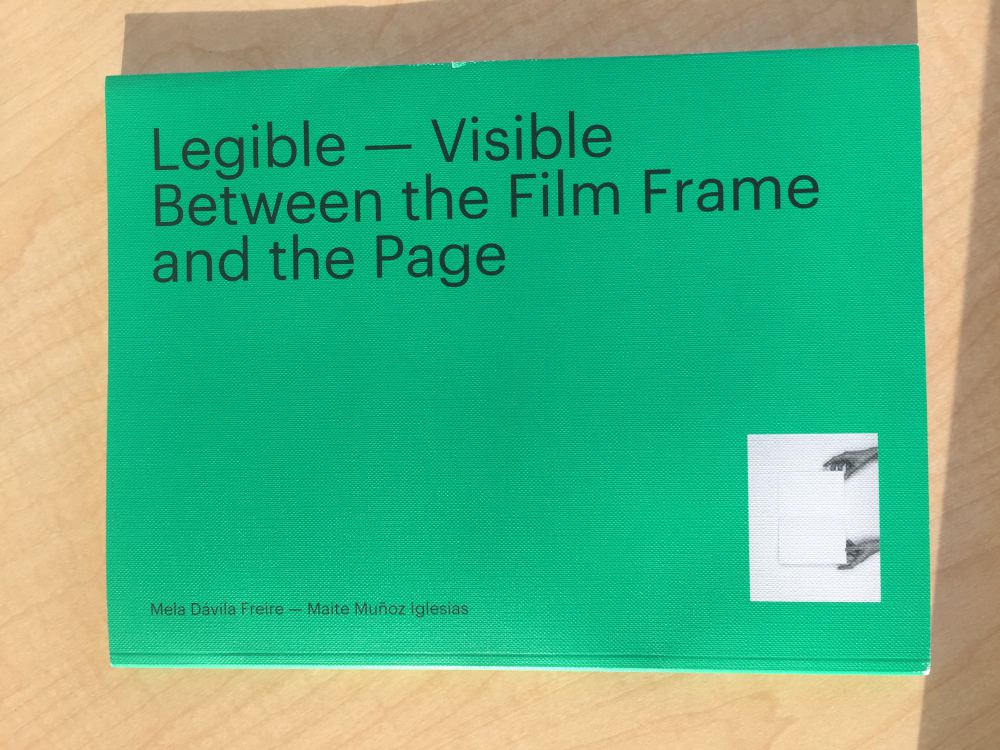 Legible — Visible
Between the Film Frame
and the Page
Mela Dávila Freire — Maite Muñoz Iglesias